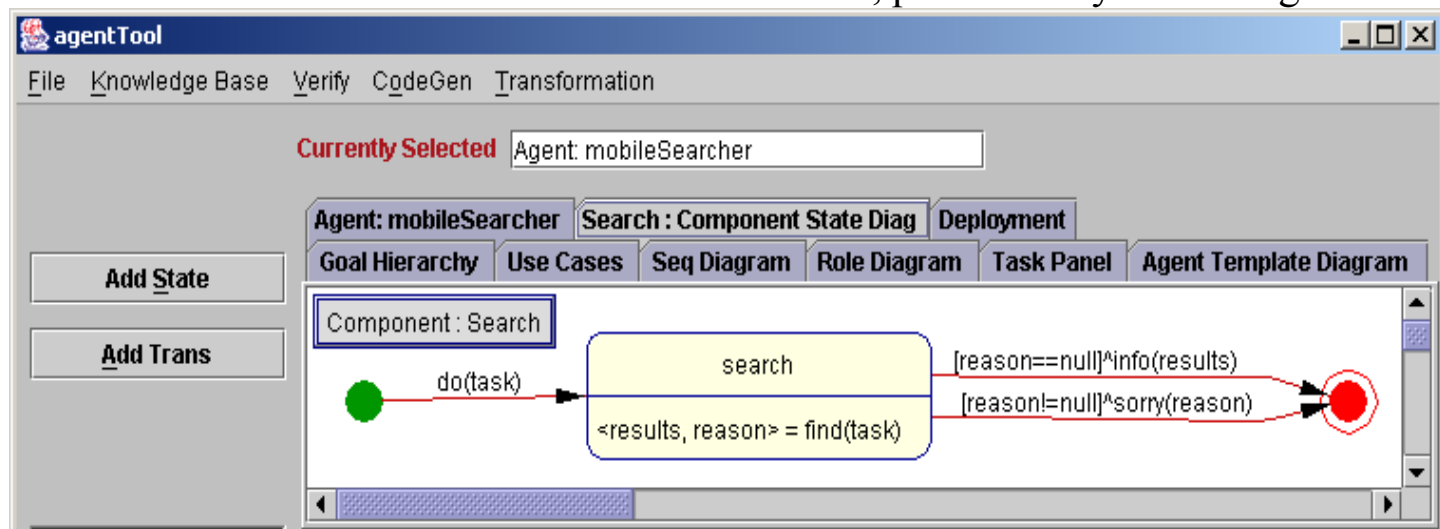 agentTool
File Knowledge Base Verify CodeGen Transformation
Currently Selected Agent: mobileSearcher
Agent: mobileSearcher Search : Component State Diag Deployment
Goal Hierarchy Use Cases Seq Diagram Role Diagram Task Panel Agent Template Diagram
Add State
Add Trans
Component : Search
do(task)
search
<results, reason> = find(task)
[reason==null]^info(results)
[reason!=null]^sorry(reason)